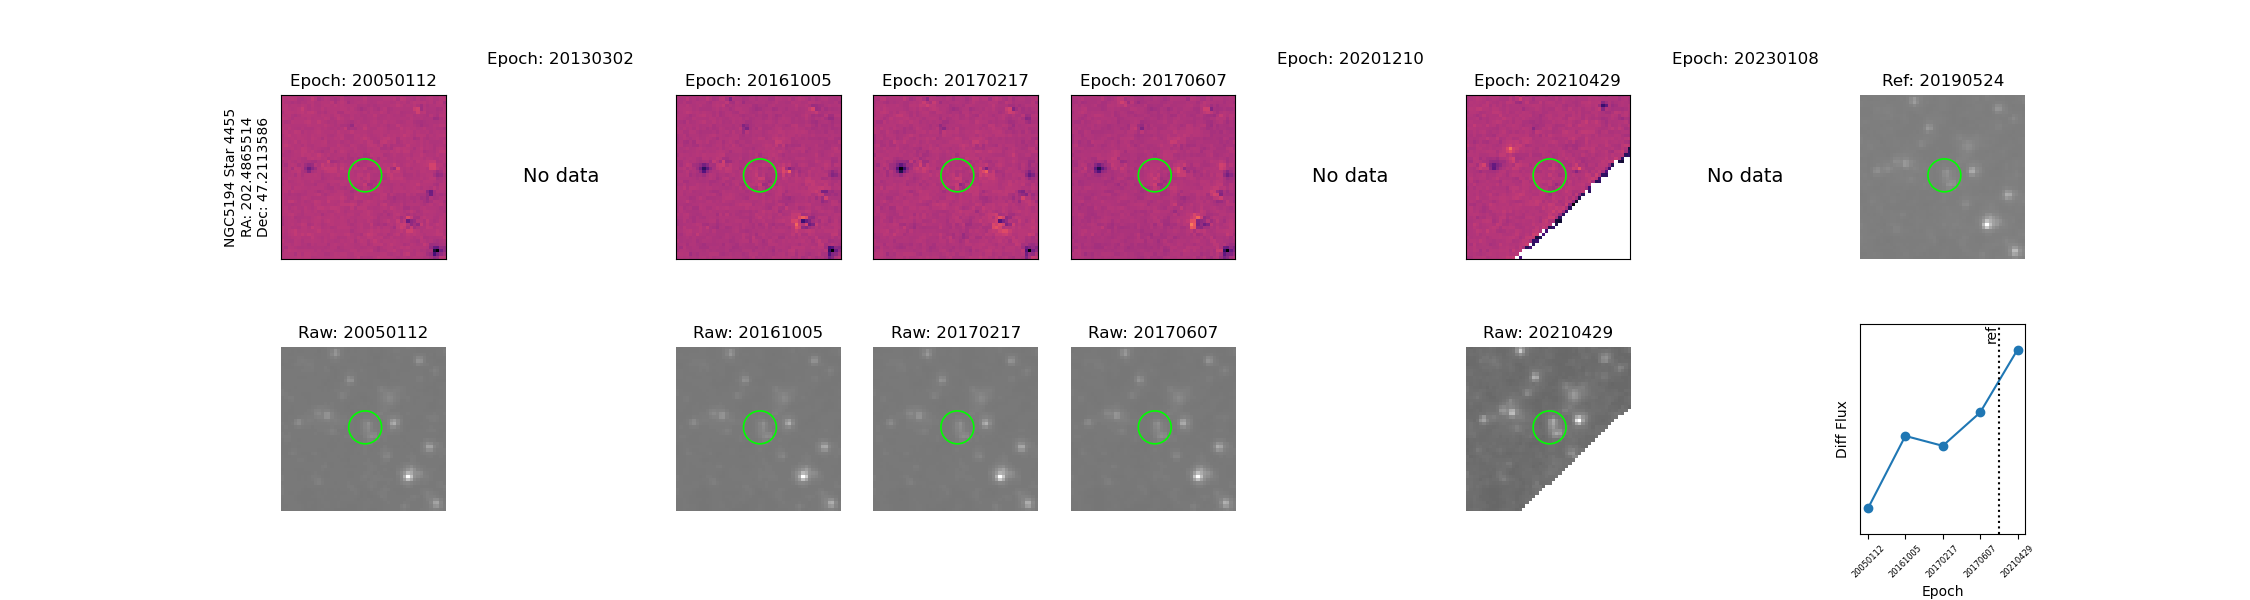 Epoch: 20130302
Epoch: 20201210
Epoch: 20230108
Epoch: 20050112
Epoch: 20161005
Epoch: 20170217
Epoch: 20170607
Epoch: 20210429
Ref: 20190524
NGC5194 Star 4455
RA: 202.4865514
Dec: 47.2113586
No data
No data
No data
Raw: 20050112
Raw: 20161005
Raw: 20170217
Raw: 20170607
Raw: 20210429
ref
Diff Flux
20050112
20161005
20170217
20170607
20210429
Epoch